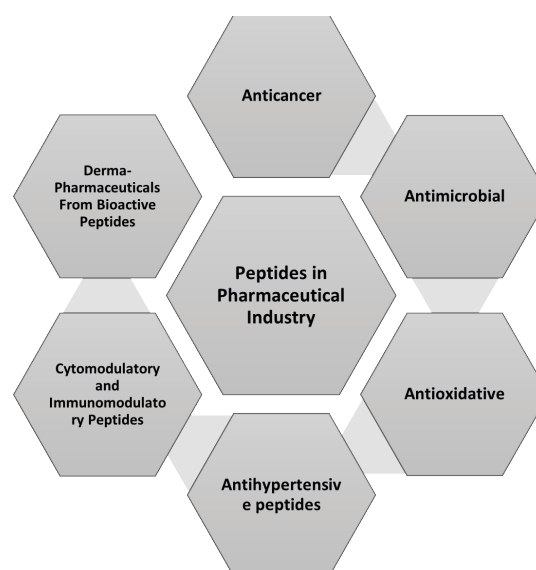 Anticancer
Antimicrobial
Antioxidative
Antihypertensiv
e peptides
Cytomodulatory
and
Immunomodulato
ry Peptides
Derma-
Pharmaceuticals
From Bioactive
Peptides
Peptides in
Pharmaceutical
Industry